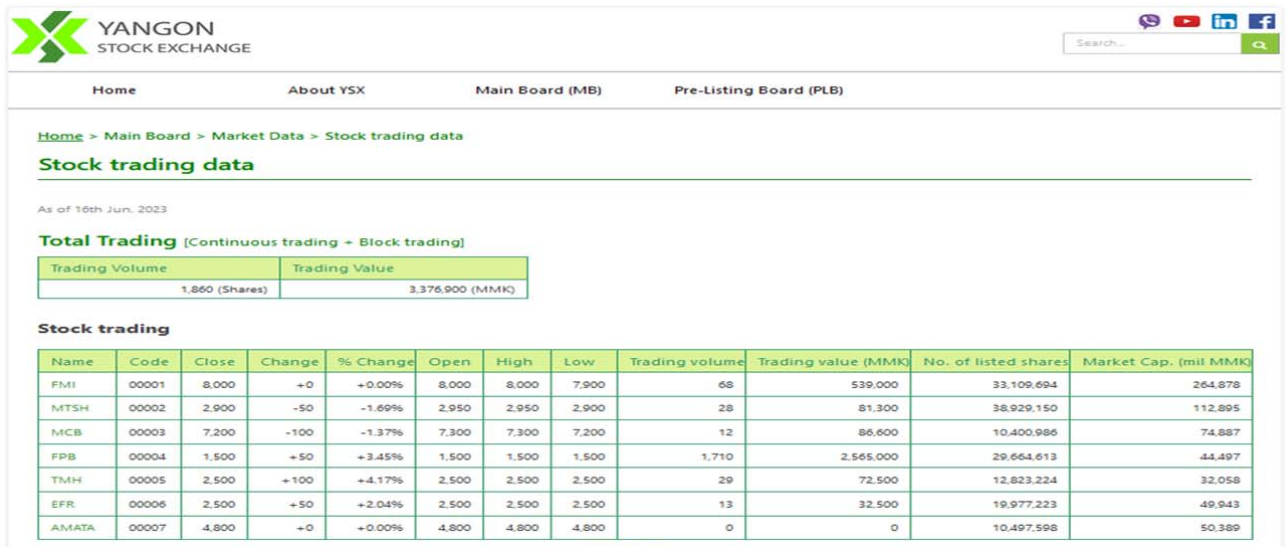 YANGON
STOCK EXCHANGE
Search...
Home About YSX Main Board (MB) Pre-Listing Board (PLB)
Home > Main Board > Market Data > Stock trading data
Stock trading data
As of 16th Jun. 2023
Total Trading [Continuous trading + Block trading]
Trading Volume Trading Value
1,860 (Shares) 3,376,900 (MMK)
Stock trading
Name Code Close Change % Change Open High Low Trading volume Trading value (MMK) No. of listed shares Market Cap. (mil MMK)
FMI 00001 8,000 +0 +0.00% 8,000 8,000 7,900 68 539,000 33,109,694 264,878
MTSH 00002 2,900 -50 -1.69% 2,950 2,950 2,900 28 81,300 38,929,150 112,895
MCB 00003 7,200 -100 -1.37% 7,300 7,300 7,200 12 86,600 10,400,986 74,887
FPB 00004 1,500 +50 +3.45% 1,500 1,500 1,500 1,710 2,565,000 29,664,613 44,497
TMH 00005 2,500 +100 +4.17% 2,500 2,500 2,500 29 72,500 12,823,224 32,058
EFR 00006 2,500 +50 +2.04% 2,500 2,500 2,500 13 32,500 19,977,223 49,943
AMATA 00007 4,800 +0 +0.00% 4,800 4,800 4,800 0 0 10,497,598 50,389